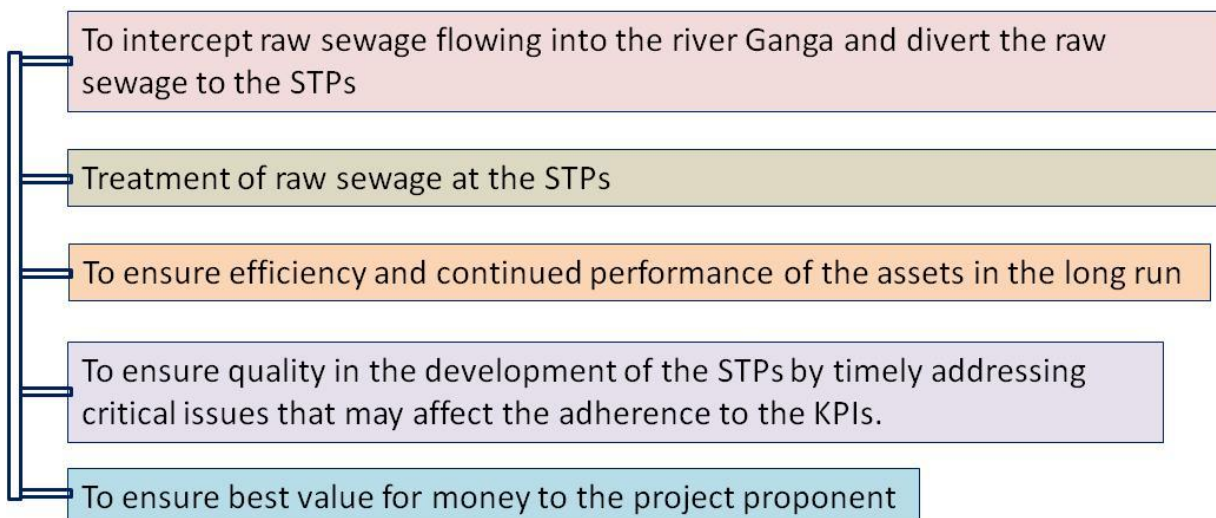 To intercept raw sewage flowing into the river Ganga and divert the raw
sewage to the STPs
Treatment of raw sewage at the STPs
To ensure efficiency and continued performance of the assets in the long run
To ensure quality in the development of the STPs by timely addressing
critical issues that may affect the adherence to the KPIs.
To ensure best value for money to the project proponent